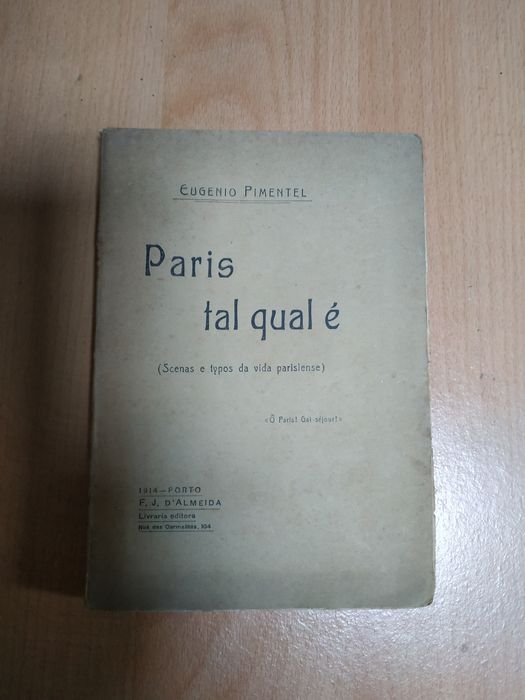 EUGENIO PIMENTEL
Paris
tal qual é
(Scenas e typos da vida parisiense)
«Ô Paris! Gai séjour!»
1914—PORTO
F. J. D'ALMEIDA
Livraria editora
Rua das Carmelitas, 104